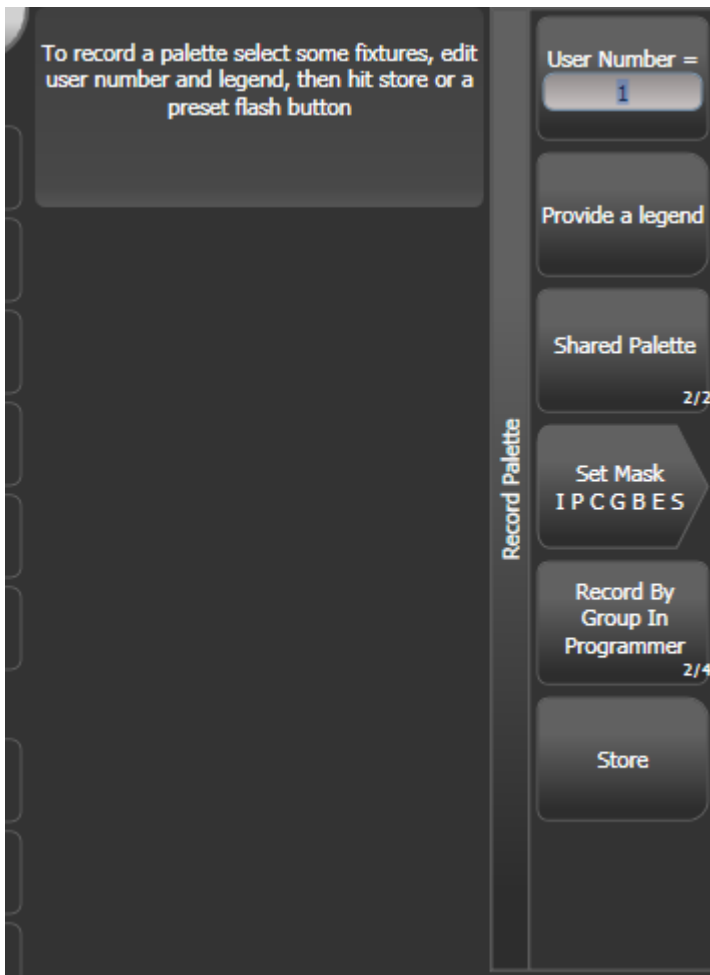 To record a palette select some fixtures, edit
user number and legend, then hit store or a
preset flash button
Record Palette
User Number =
1
Provide a legend
Shared Palette
2/2
Set Mask
I P C G B E S
Record By
Group In
Programmer
2/4
Store